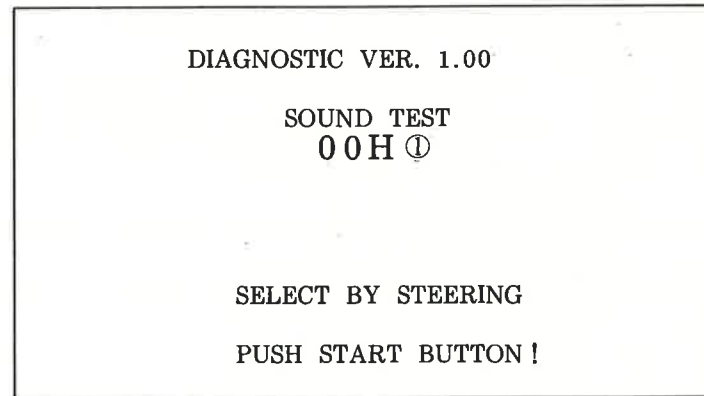 DIAGNOSTIC VER. 1.00
SOUND TEST
00H ①
SELECT BY STEERING
PUSH START BUTTON!